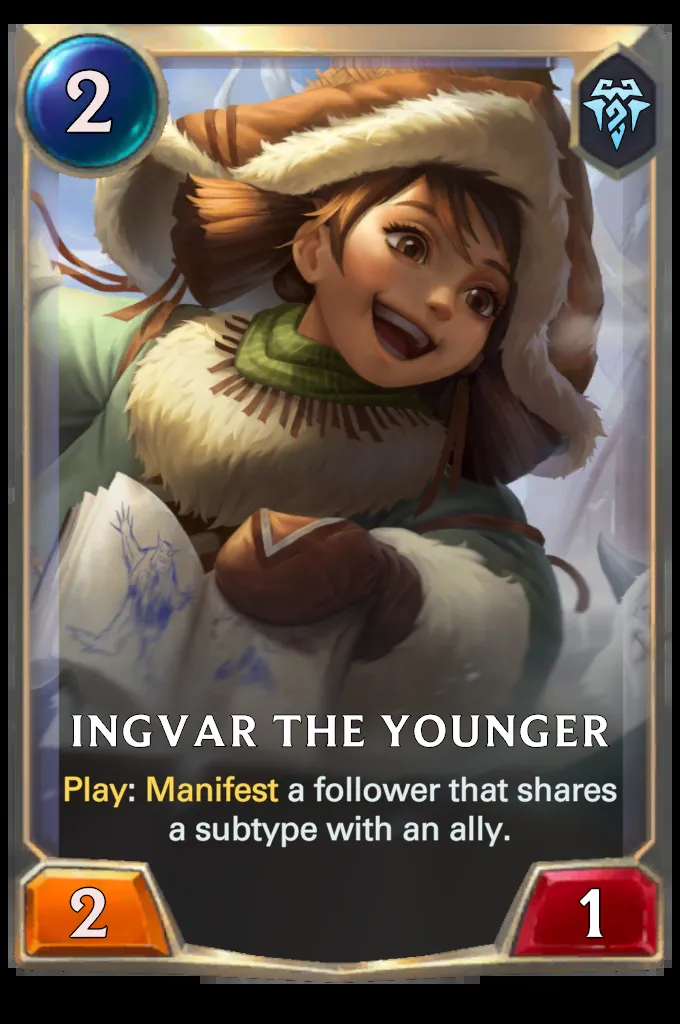 2
INGVAR THE YOUNGER
Play: Manifest a follower that shares
a subtype with an ally.
2
1